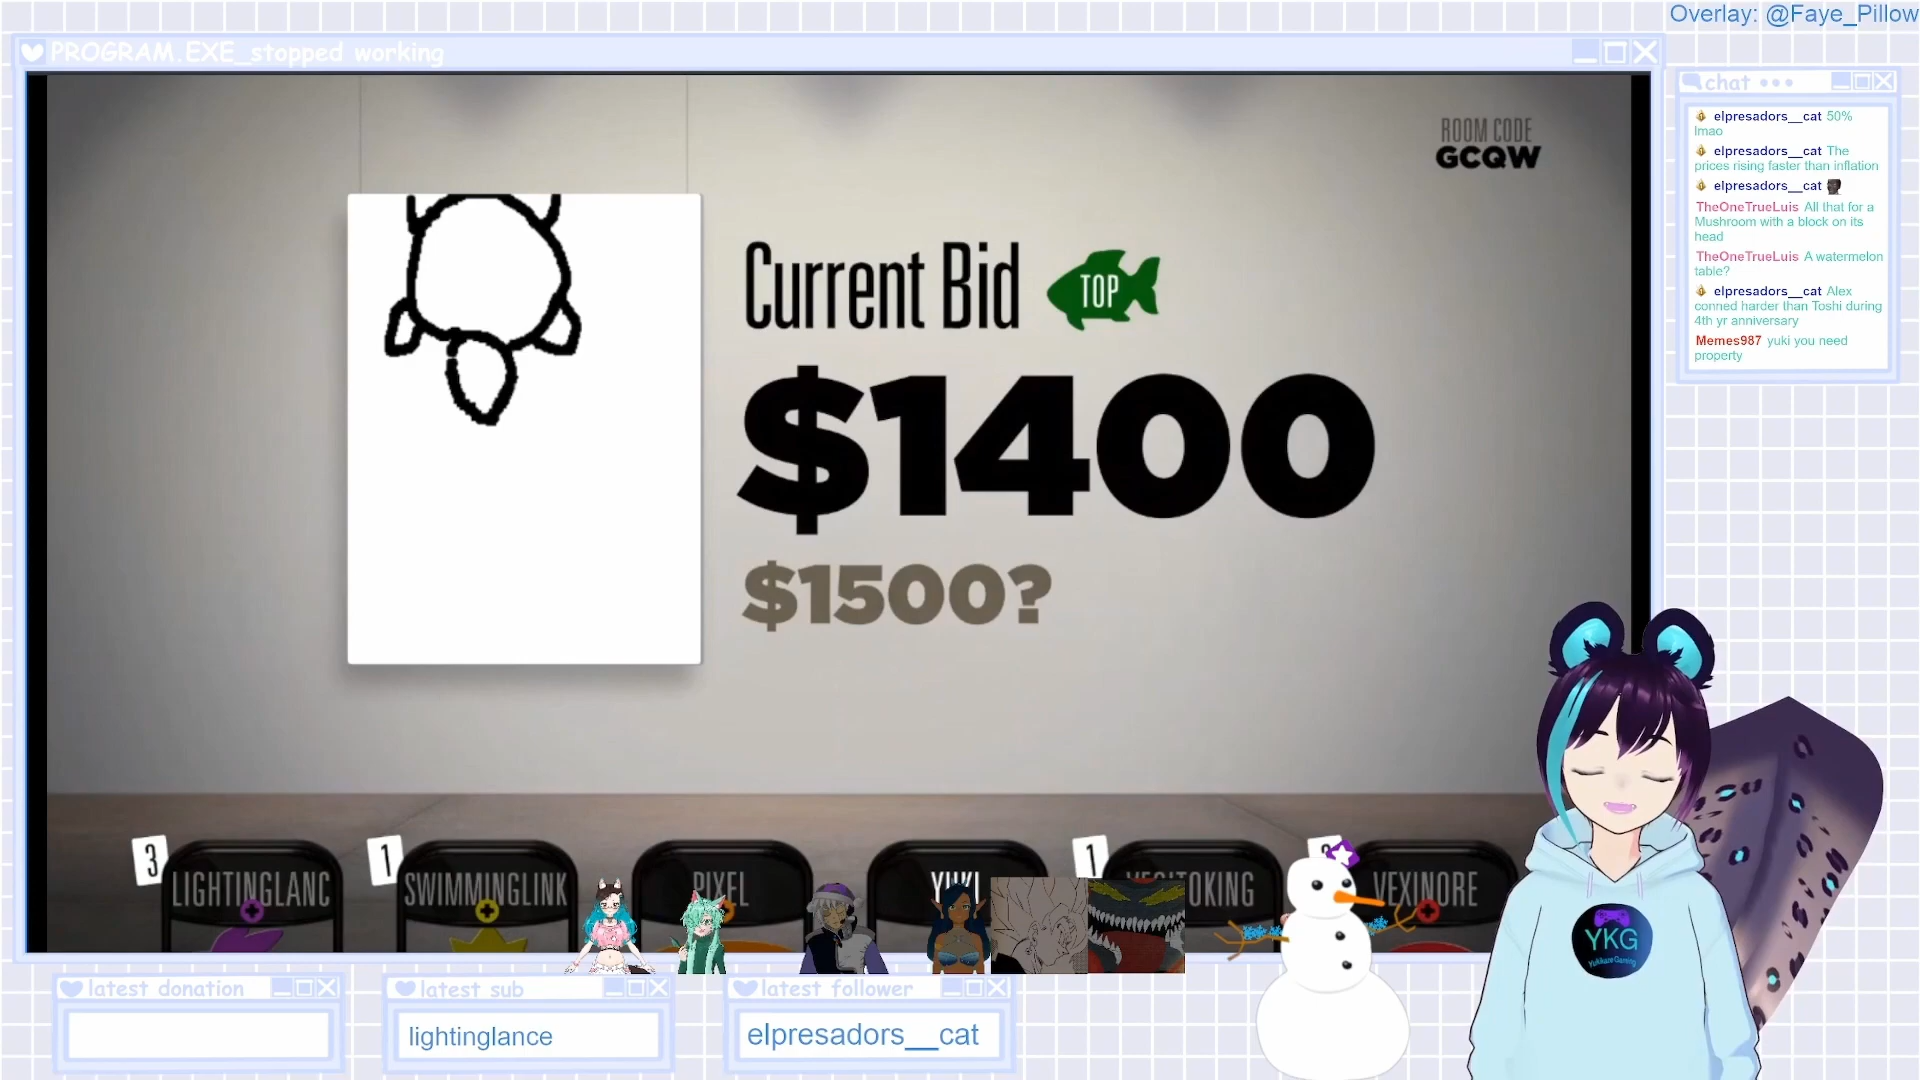 Overlay: @Faye_Pillow
PROGRAM.EXE_stopped working
chat
elpresadors__cat 50%
lmao
elpresadors__cat The
prices rising faster than inflation
elpresadors__cat
TheOneTrueLuis All that for a
Mushroom with a block on its
head
TheOneTrueLuis A watermelon
table?
elpresadors__cat Alex
conned harder than Toshi during
4th yr anniversary
Memes987 yuki you need
property
ROOM CODE
GCQW
Current Bid
TOP
$1400
$1500?
3
LIGHTINGLANC
1
SWIMMINGLINK
PIXEL
YUKI
1
VEXINORE
YKG
Yukikare Gaming
latest donation
latest sub
lightinglance
latest follower
elpresadors__cat